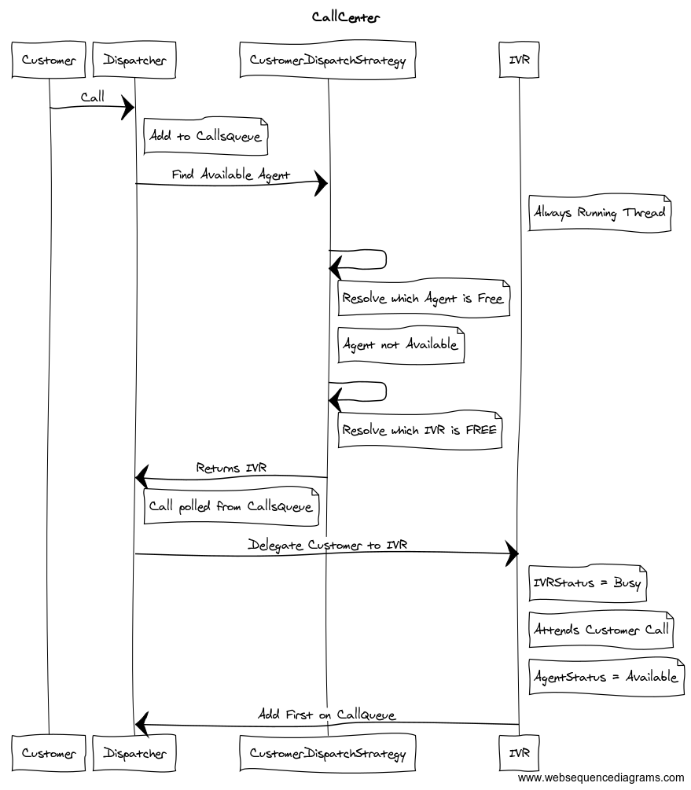 CallCenter
Customer
Dispatcher
CustomerDispatchStrategy
IVR
Call
Add to CallsQueue
Find Available Agent
Always Running Thread
Resolve which Agent is Free
Agent not Available
Resolve which IVR is FREE
Returns IVR
Call polled from CallsQueue
Delegate Customer to IVR
IVRStatus = Busy
Attends Customer Call
AgentStatus = Available
Add First on CallQueue
Customer
Dispatcher
CustomerDispatchStrategy
IVR
www.websequencediagrams.com